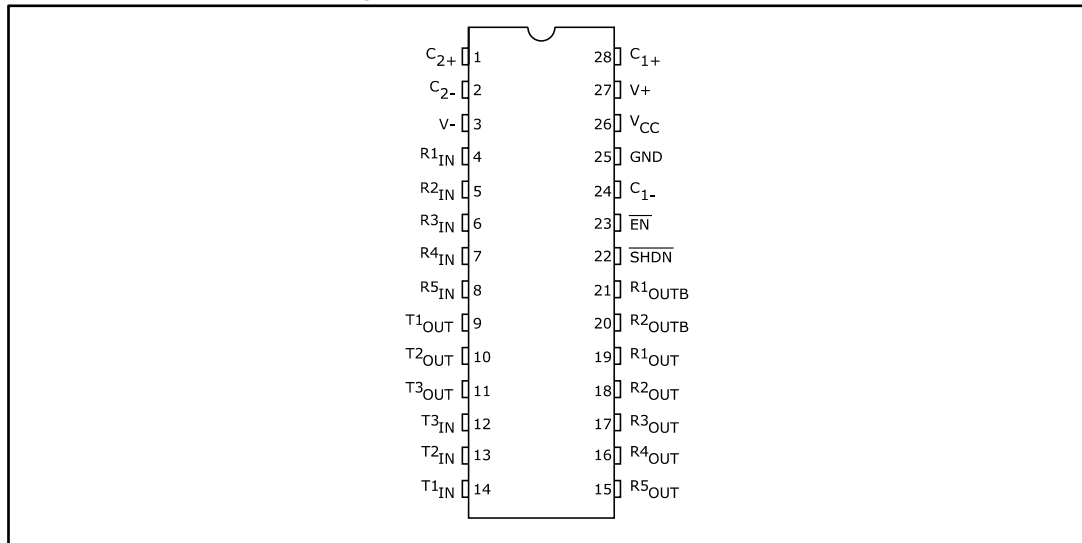 C2+ 1 28 C1+
C2- 2 27 V+
V- 3 26 VCC
R1IN 4 25 GND
R2IN 5 24 C1-
R3IN 6 23 EN
R4IN 7 22 SHDN
R5IN 8 21 R1OUTB
T1OUT 9 20 R2OUTB
T2OUT 10 19 R1OUT
T3OUT 11 18 R2OUT
T3IN 12 17 R3OUT
T2IN 13 16 R4OUT
T1IN 14 15 R5OUT